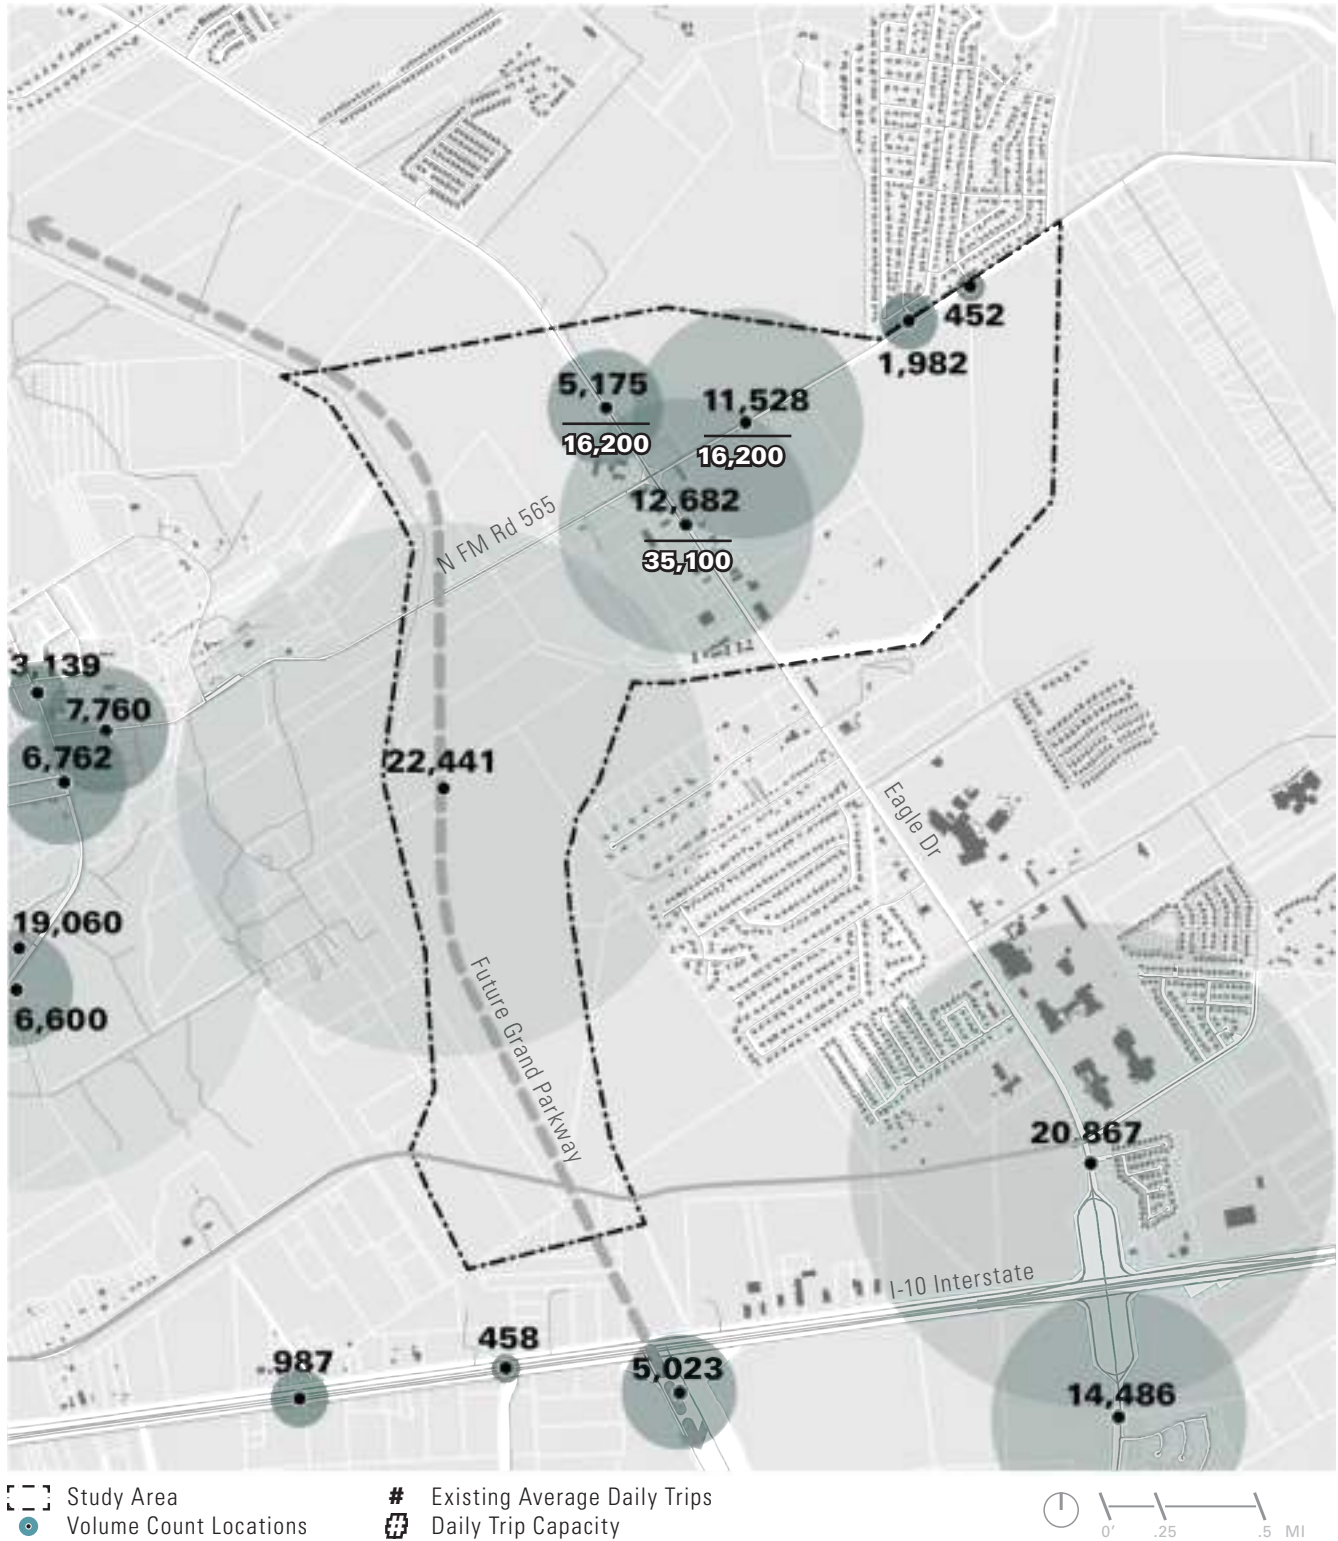 452
1,982
5,175
16,200
11,528
16,200
12,682
35,100
N FM Rd 565
3,139
7,760
6,762
22,441
Eagle Dr
19,060
6,600
Future Grand Parkway
20,867
I-10 Interstate
987
458
5,023
14,486
Study Area
Volume Count Locations
# Existing Average Daily Trips
# Daily Trip Capacity
0' .25 .5 MI